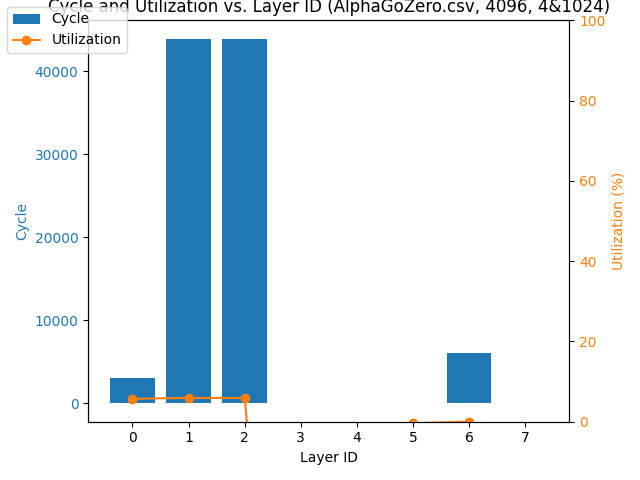 Cycle and Utilization vs. Layer ID (AlphaGoZero.csv, 4096, 4&1024)
Cycle
Utilization
40000
30000
20000
10000
0
Cycle
100
80
60
40
20
0
Utilization (%)
0 1 2 3 4 5 6 7
Layer ID